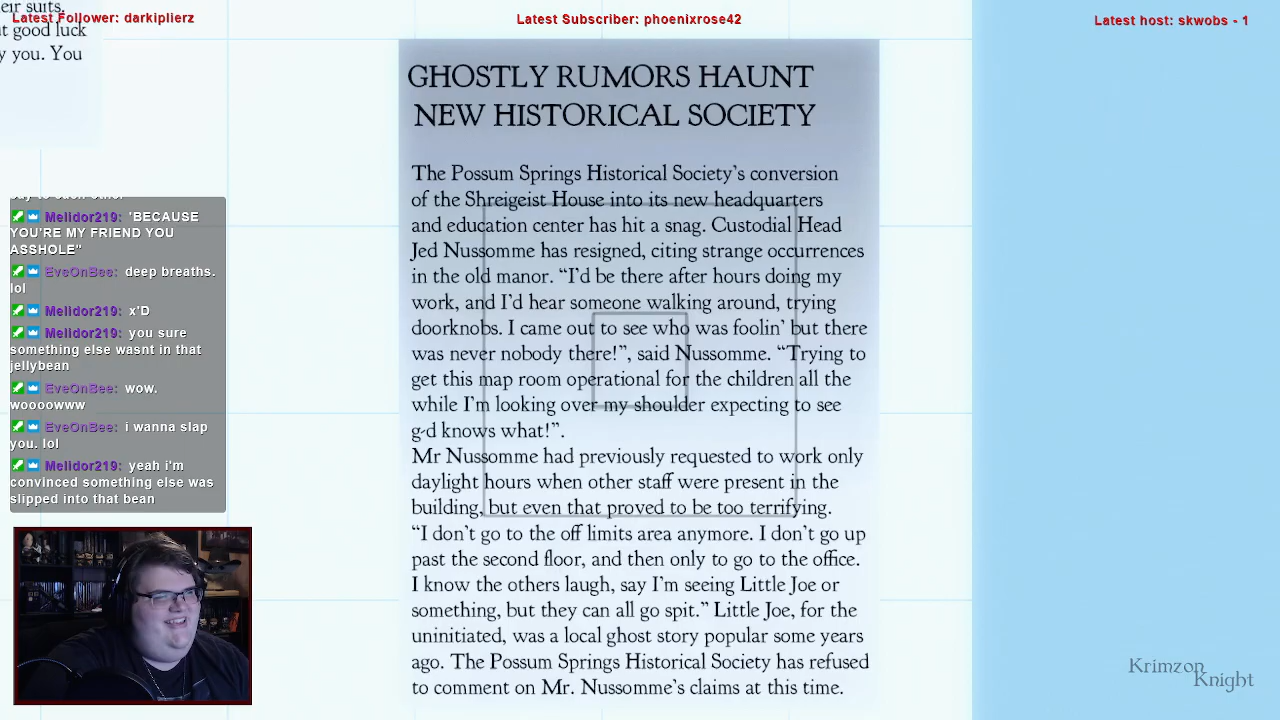 eir suits.
t good luck
y you. You
Latest Follower: darkiplierz
Latest Subscriber: phoenixrose42
Latest host: skwobs - 1
GHOSTLY RUMORS HAUNT
NEW HISTORICAL SOCIETY
The Possum Springs Historical Society's conversion
of the Shreigeist House into its new headquarters
and education center has hit a snag. Custodial Head
Jed Nussomme has resigned, citing strange occurrences
in the old manor. “I'd be there after hours doing my
work, and I'd hear someone walking around, trying
doorknobs. I came out to see who was foolin' but there
was never nobody there!”, said Nussomme. “Trying to
get this map room operational for the children all the
while I'm looking over my shoulder expecting to see
g-d knows what!”.
Mr Nussomme had previously requested to work only
daylight hours when other staff were present in the
building, but even that proved to be too terrifying.
“I don't go to the off limits area anymore. I don't go up
past the second floor, and then only to go to the office.
I know the others laugh, say I'm seeing Little Joe or
something, but they can all go spit.” Little Joe, for the
uninitiated, was a local ghost story popular some years
ago. The Possum Springs Historical Society has refused
to comment on Mr. Nussomme's claims at this time.
Melidor219: 'BECAUSE
YOU'RE MY FRIEND YOU
ASSHOLE"
EveOnBee: deep breaths.
lol
Melidor219: x'D
Melidor219: you sure
something else wasnt in that
jellybean
EveOnBee: wow.
woooowww
EveOnBee: i wanna slap
you. lol
Melidor219: yeah i'm
convinced something else was
slipped into that bean
Krimzon
Knight